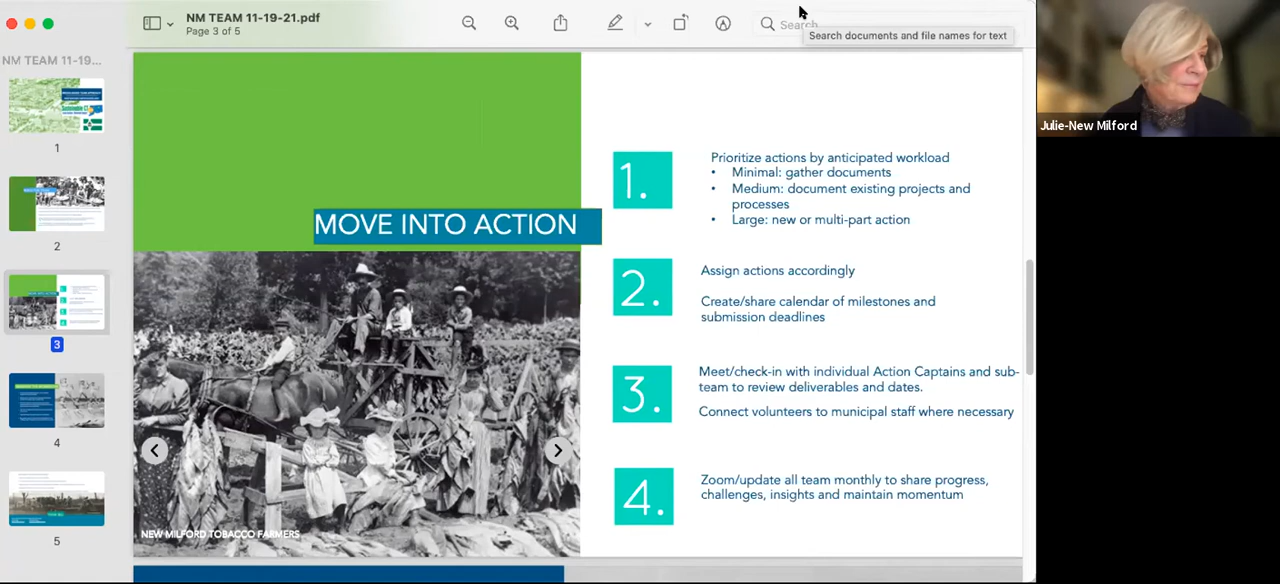 NM TEAM 11-19-21.pdf
Page 3 of 5
Search
Search documents and file names for text
NM TEAM 11-19...
1
2
3
4
5
MOVE INTO ACTION
NEW MILFORD TOBACCO FARMERS
1.
Prioritize actions by anticipated workload
• Minimal: gather documents
• Medium: document existing projects and
processes
• Large: new or multi-part action
2.
Assign actions accordingly
Create/share calendar of milestones and
submission deadlines
3.
Meet/check-in with individual Action Captains and sub-
team to review deliverables and dates.
Connect volunteers to municipal staff where necessary
4.
Zoom/update all team monthly to share progress,
challenges, insights and maintain momentum
Julie-New Milford